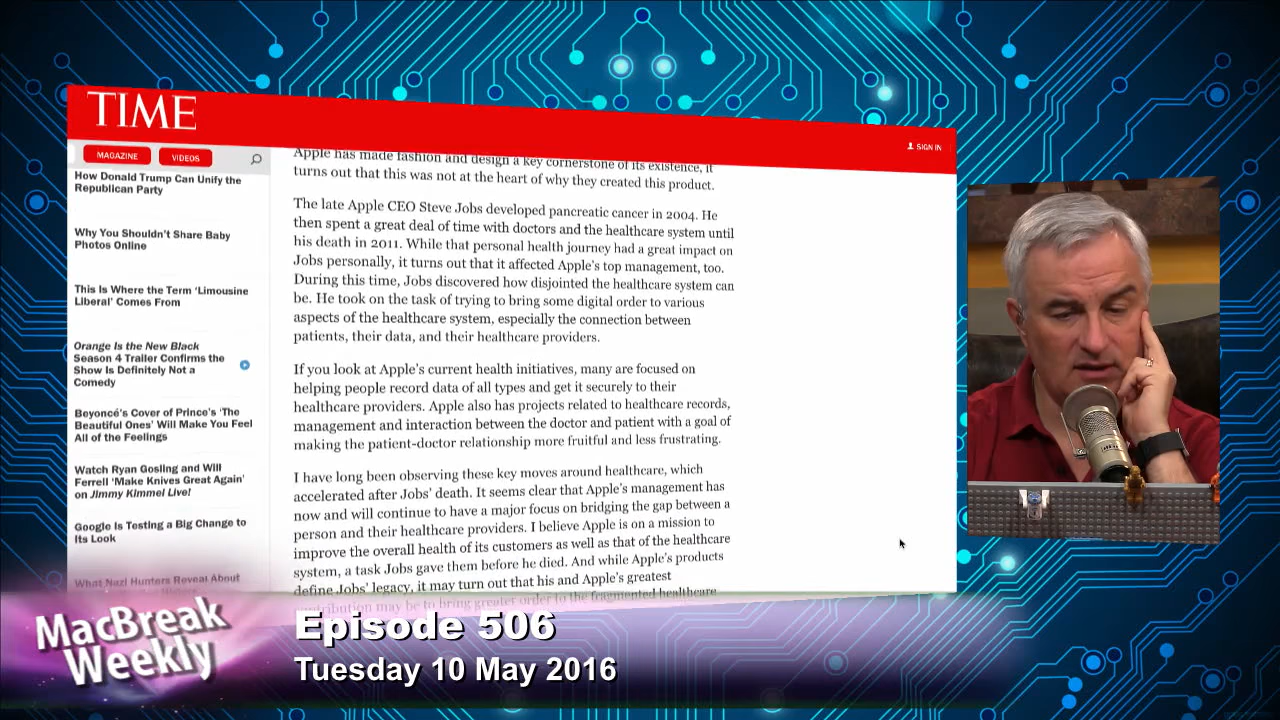 TIME
SIGN IN
MAGAZINE
VIDEOS
How Donald Trump Can Unify the
Republican Party
Why You Shouldn't Share Baby
Photos Online
This Is Where the Term 'Limousine
Liberal' Comes From
Orange Is the New Black
Season 4 Trailer Confirms the
Show Is Definitely Not a
Comedy
Beyoncé's Cover of Prince's 'The
Beautiful Ones' Will Make You Feel
All of the Feelings
Watch Ryan Gosling and Will
Ferrell 'Make Knives Great Again'
on Jimmy Kimmel Live!
Google Is Testing a Big Change to
Its Look
What Nazi Hunters Reveal About
Apple has made fashion and design a key cornerstone of its existence, it
turns out that this was not at the heart of why they created this product.
The late Apple CEO Steve Jobs developed pancreatic cancer in 2004. He
then spent a great deal of time with doctors and the healthcare system until
his death in 2011. While that personal health journey had a great impact on
Jobs personally, it turns out that it affected Apple's top management, too.
During this time, Jobs discovered how disjointed the healthcare system can
be. He took on the task of trying to bring some digital order to various
aspects of the healthcare system, especially the connection between
patients, their data, and their healthcare providers.
If you look at Apple's current health initiatives, many are focused on
helping people record data of all types and get it securely to their
healthcare providers. Apple also has projects related to healthcare records,
management and interaction between the doctor and patient with a goal of
making the patient-doctor relationship more fruitful and less frustrating.
I have long been observing these key moves around healthcare, which
accelerated after Jobs' death. It seems clear that Apple's management has
now and will continue to have a major focus on bridging the gap between a
person and their healthcare providers. I believe Apple is on a mission to
improve the overall health of its customers as well as that of the healthcare
system, a task Jobs gave them before he died. And while Apple's products
define Jobs' legacy, it may turn out that his and Apple's greatest
contribution may be to bring greater order to the fragmented healthcare
MacBreak
Weekly
Episode 506
Tuesday 10 May 2016